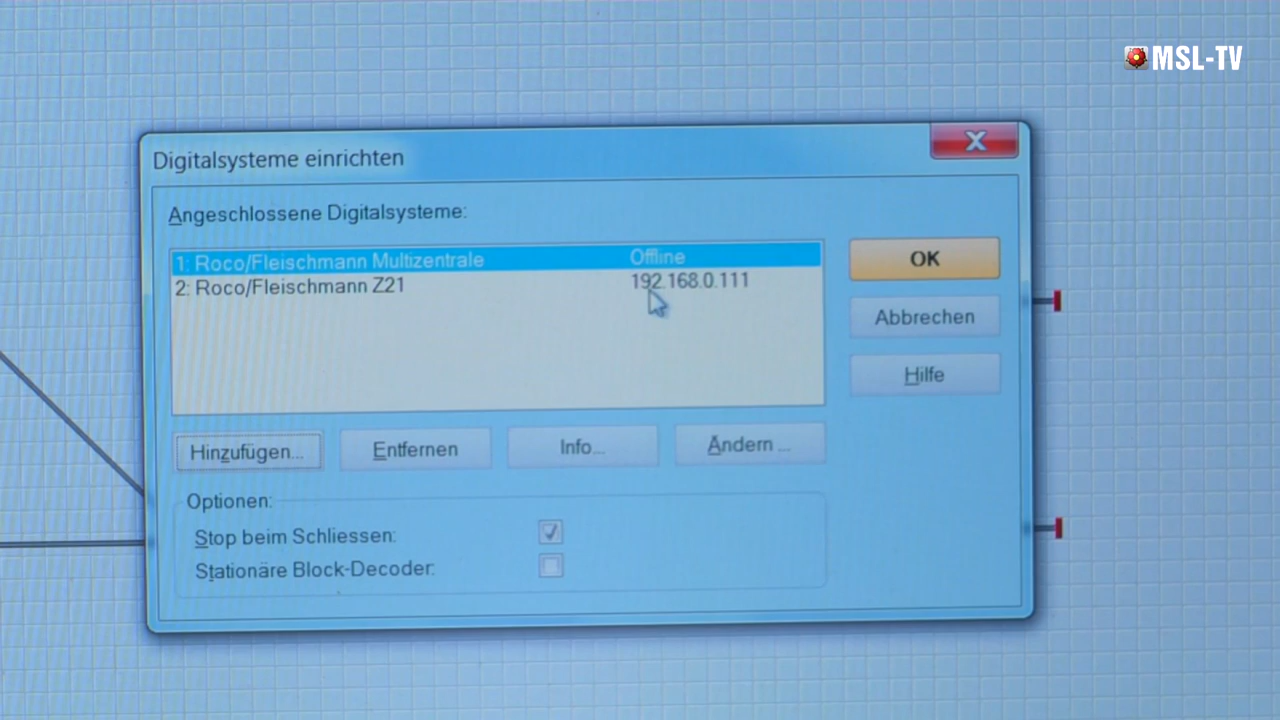 MSL-TV
Digitalsysteme einrichten
Angeschlossene Digitalsysteme:
1: Roco/Fleischmann Multizentrale Offline
2: Roco/Fleischmann Z21 192.168.0.111
OK
Abbrechen
Hilfe
Hinzufügen... Entfernen Info... Ändern ...
Optionen:
Stop beim Schliessen:
Stationäre Block-Decoder: